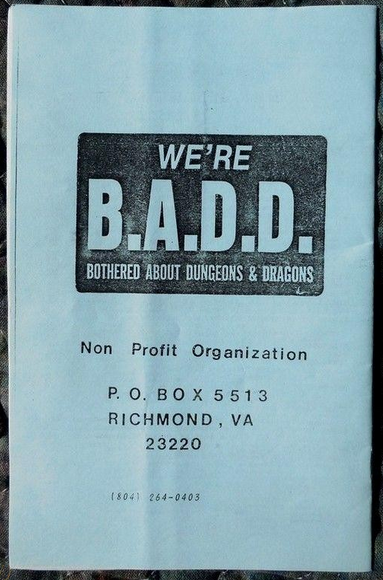 WE'RE
B.A.D.D.
BOTHERED ABOUT DUNGEONS & DRAGONS
Non Profit Organization
P. O. BOX 5513
RICHMOND, VA
23220
(804) 264-0403